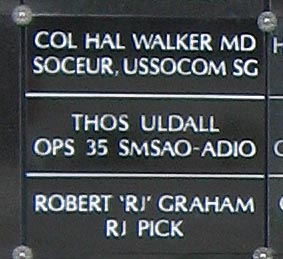 COL HAL WALKER MD
SOCEUR, USSOCOM SG
THOS ULDALL
OPS 35 SMSAO-ADIO
ROBERT 'RJ' GRAHAM
RJ PICK